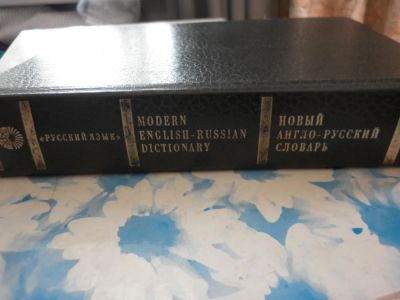 «РУССКИЙ ЯЗЫК»
MODERN
ENGLISH-RUSSIAN
DICTIONARY
НОВЫЙ
АНГЛО-РУССКИЙ
СЛОВАРЬ